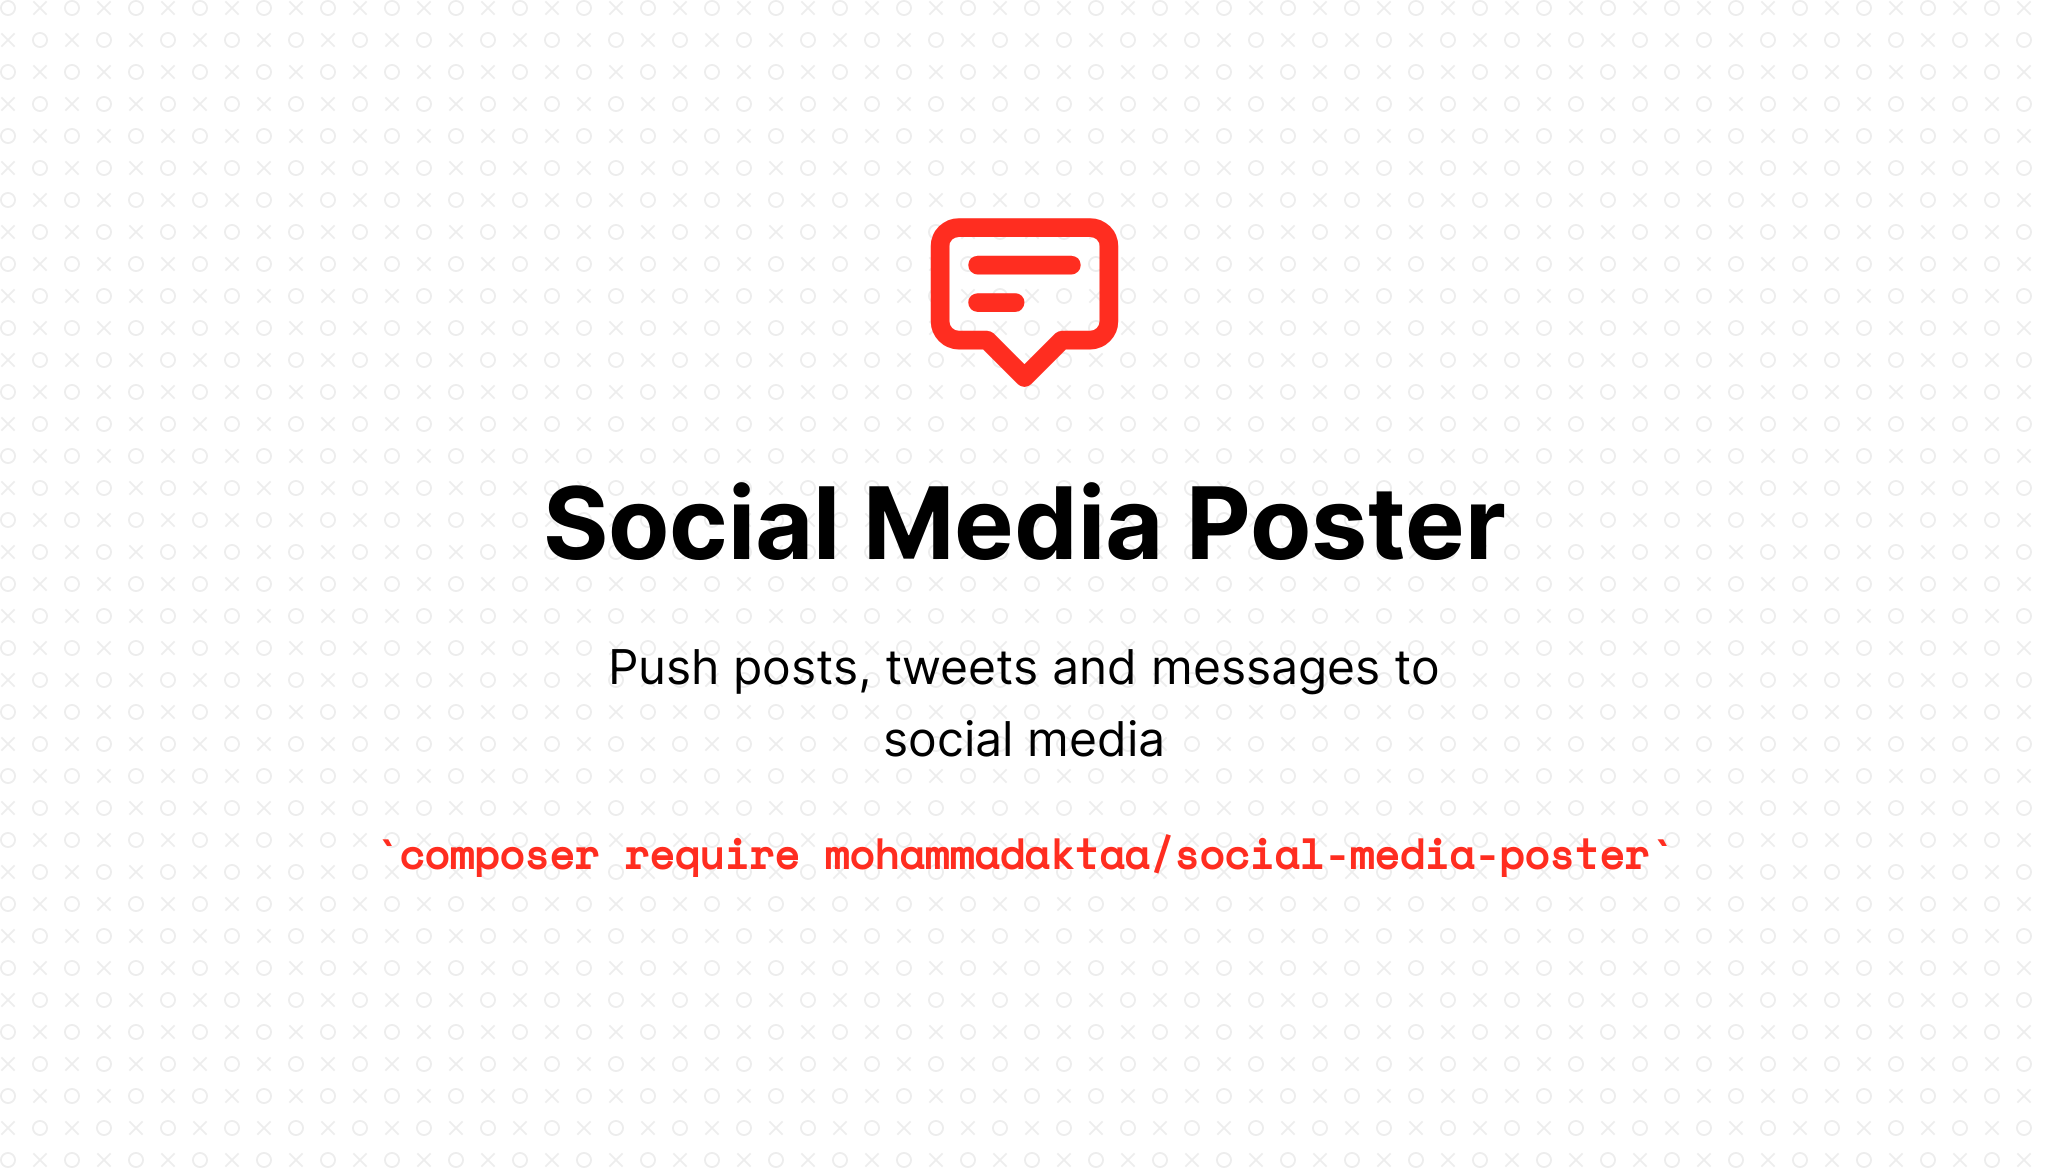 Social Media Poster
Push posts, tweets and messages to
social media
`composer require mohammadaktaa/social-media-poster`